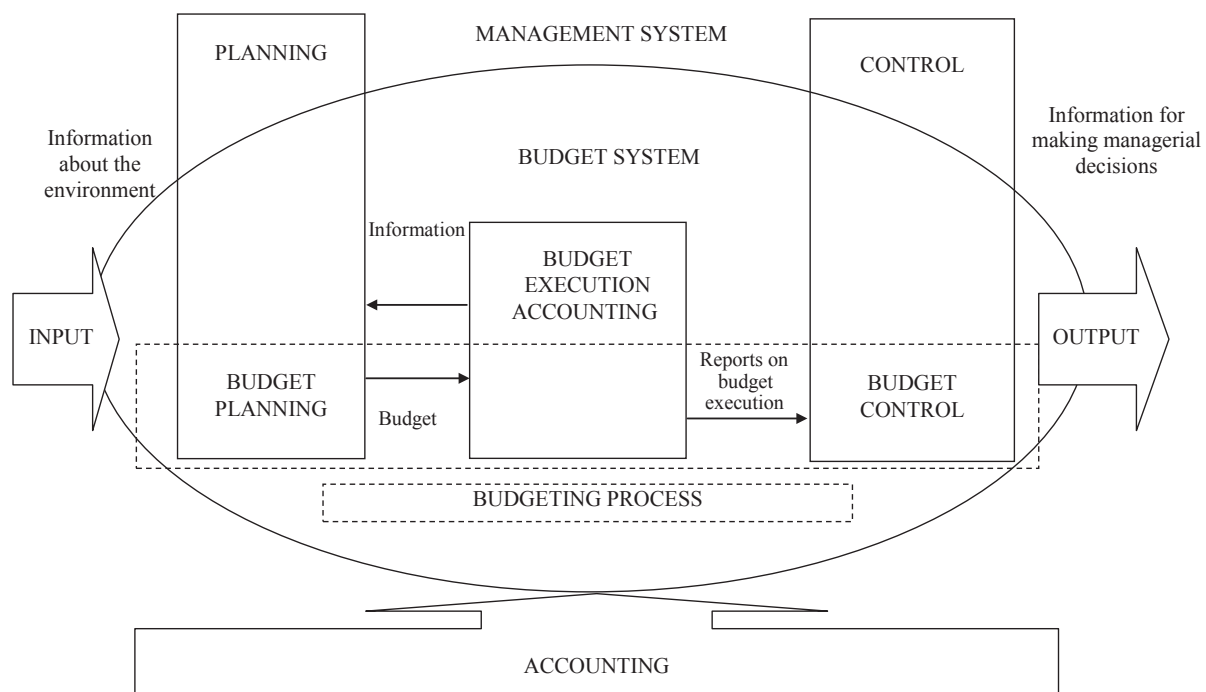 MANAGEMENT SYSTEM
PLANNING
CONTROL
Information
about the
environment
Information for
making managerial
decisions
BUDGET SYSTEM
Information
BUDGET
EXECUTION
ACCOUNTING
INPUT
OUTPUT
BUDGET
PLANNING
Budget
Reports on
budget
execution
BUDGET
CONTROL
BUDGETING PROCESS
ACCOUNTING